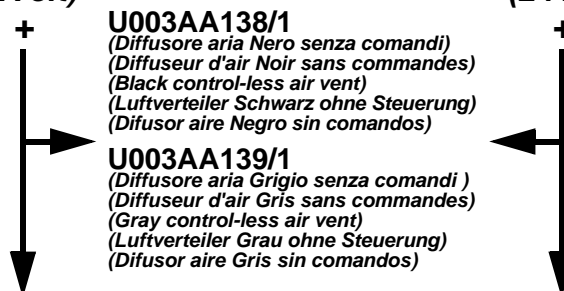 + +
U003AA138/1
(Diffusore aria Nero senza comandi)
(Diffuseur d'air Noir sans commandes)
(Black control-less air vent)
(Luftverteiler Schwarz ohne Steuerung)
(Difusor aire Negro sin comandos)
U003AA139/1
(Diffusore aria Grigio senza comandi )
(Diffuseur d'air Gris sans commandes)
(Gray control-less air vent)
(Luftverteiler Grau ohne Steuerung)
(Difusor aire Gris sin comandos)